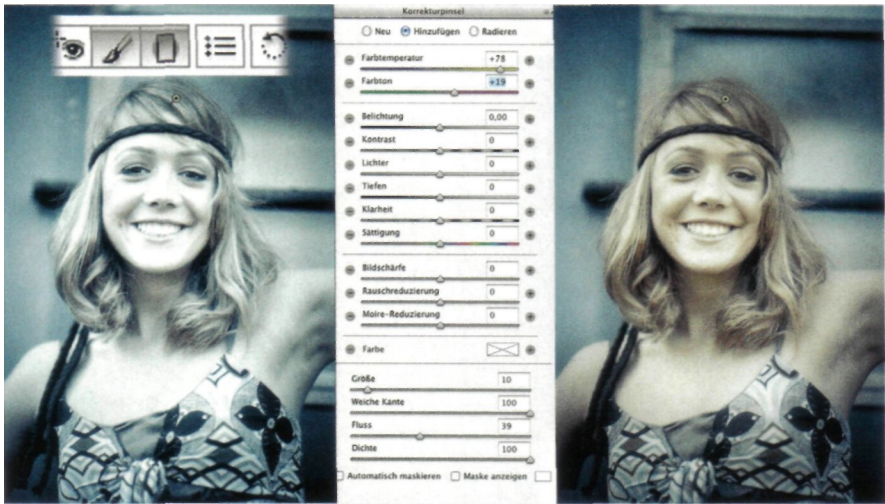 Korrekturpinsel
Neu Hinzufügen Radieren
Farbtemperatur +78
Farbton +19
Belichtung 0,00
Kontrast 0
Lichter 0
Tiefen 0
Klarheit 0
Sättigung 0
Bildschärfe 0
Rauschreduzierung 0
Moire-Reduzierung 0
Farbe
Größe 10
Weiche Kante 100
Fluss 39
Dichte 100
Automatisch maskieren Maske anzeigen